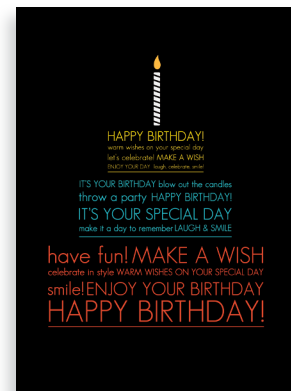 HAPPY BIRTHDAY!
warm wishes on your special day
let's celebrate! MAKE A WISH
ENJOY YOUR DAY laugh celebrate smile!
IT'S YOUR BIRTHDAY blow out the candles
throw a party HAPPY BIRTHDAY!
IT'S YOUR SPECIAL DAY
make it a day to remember LAUGH & SMILE
have fun! MAKE A WISH
celebrate in style WARM WISHES ON YOUR SPECIAL DAY
smile! ENJOY YOUR BIRTHDAY
HAPPY BIRTHDAY!